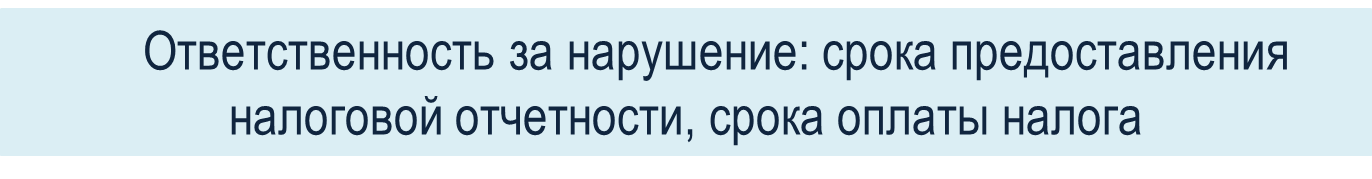 Ответственность за нарушение: срока предоставления
налоговой отчетности, срока оплаты налога